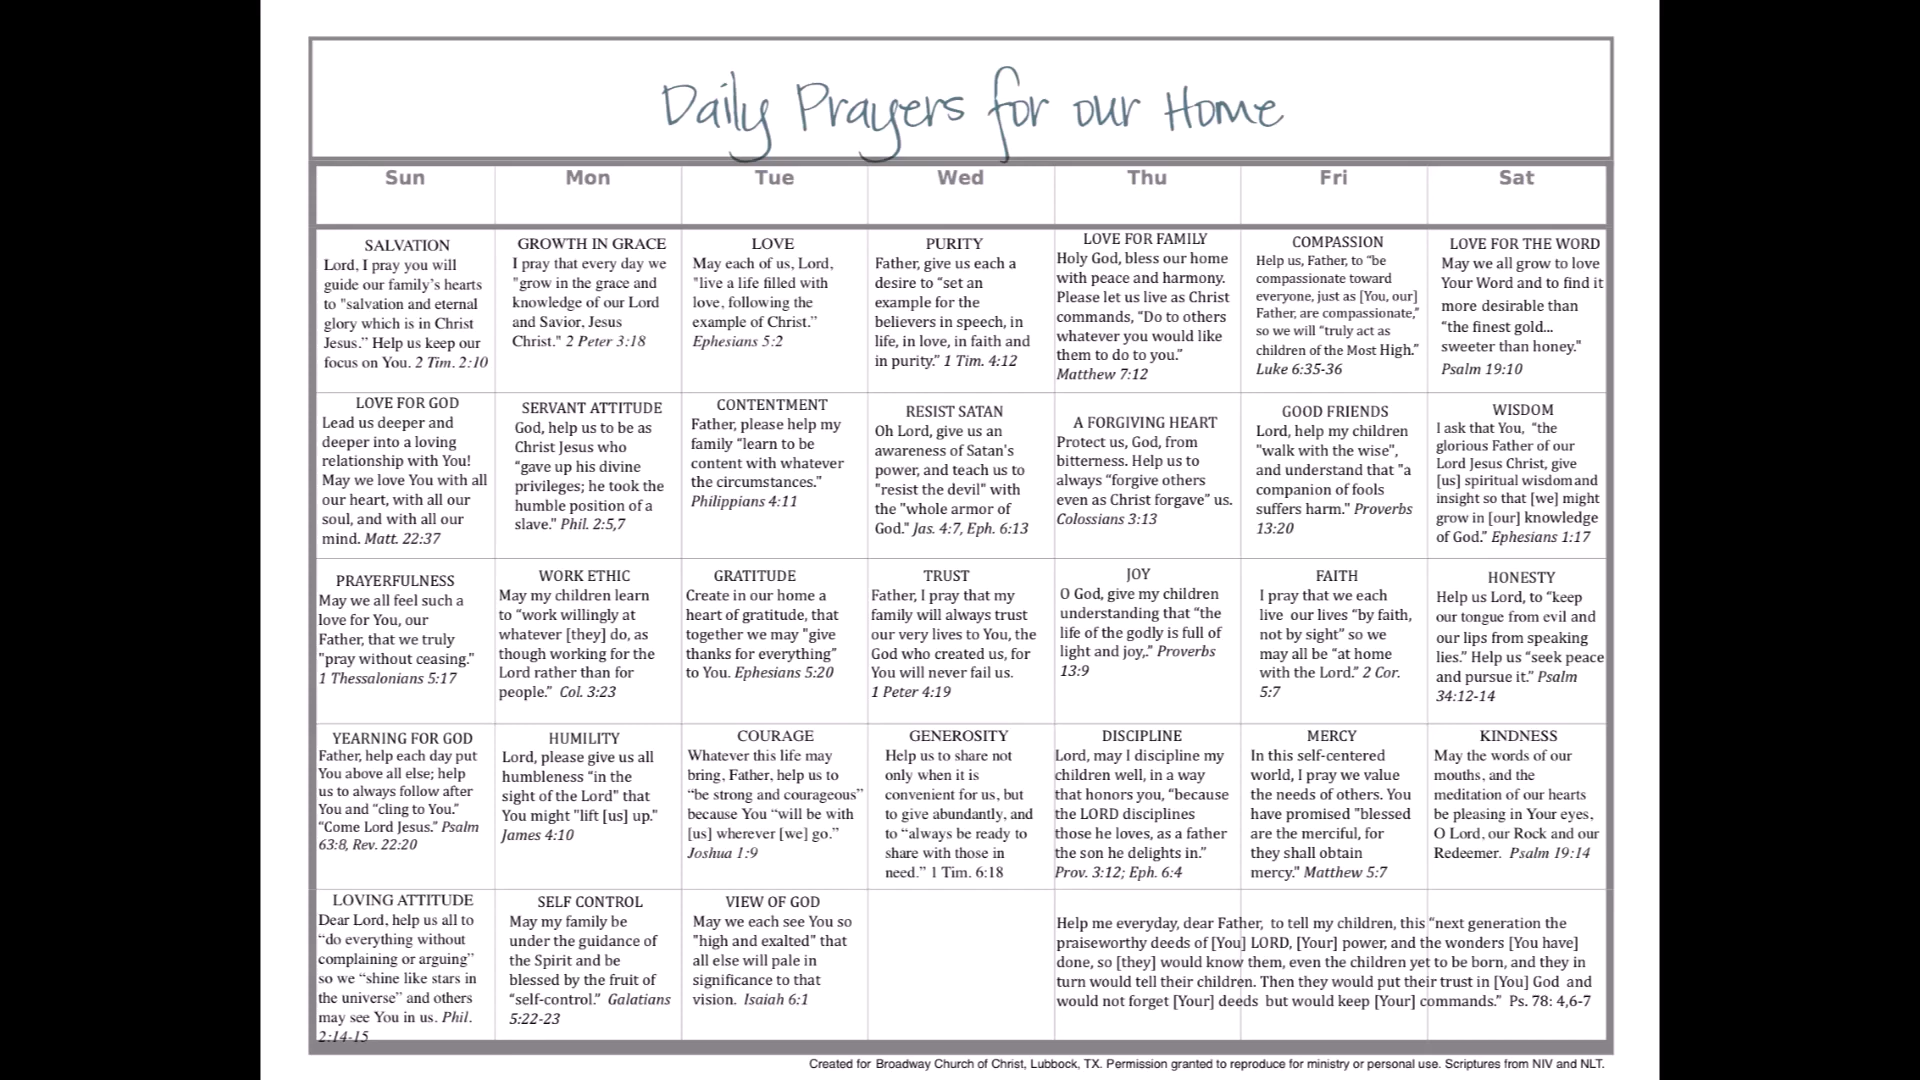 Daily Prayers for our Home
Sun Mon Tue Wed Thu Fri Sat
SALVATION
Lord, I pray you will
guide our family's hearts
to "salvation and eternal
glory which is in Christ
Jesus.” Help us keep our
focus on You. 2 Tim. 2:10
GROWTH IN GRACE
I pray that every day we
"grow in the grace and
knowledge of our Lord
and Savior, Jesus
Christ." 2 Peter 3:18
LOVE
May each of us, Lord,
"live a life filled with
love, following the
example of Christ.”
Ephesians 5:2
PURITY
Father, give us each a
desire to “set an
example for the
believers in speech, in
life, in love, in faith and
in purity.” 1 Tim. 4:12
LOVE FOR FAMILY
Holy God, bless our home
with peace and harmony.
Please let us live as Christ
commands, “Do to others
whatever you would like
them to do to you.”
Matthew 7:12
COMPASSION
Help us, Father, to “be
compassionate toward
everyone, just as [You, our]
Father, are compassionate,”
so we will “truly act as
children of the Most High.”
Luke 6:35-36
LOVE FOR THE WORD
May we all grow to love
Your Word and to find it
more desirable than
“the finest gold...
sweeter than honey."
Psalm 19:10
LOVE FOR GOD
Lead us deeper and
deeper into a loving
relationship with You!
May we love You with all
our heart, with all our
soul, and with all our
mind. Matt. 22:37
SERVANT ATTITUDE
God, help us to be as
Christ Jesus who
“gave up his divine
privileges; he took the
humble position of a
slave.” Phil. 2:5,7
CONTENTMENT
Father, please help my
family “learn to be
content with whatever
the circumstances."
Philippians 4:11
RESIST SATAN
Oh Lord, give us an
awareness of Satan's
power, and teach us to
"resist the devil" with
the "whole armor of
God." Jas. 4:7, Eph. 6:13
A FORGIVING HEART
Protect us, God, from
bitterness. Help us to
always “forgive others
even as Christ forgave” us.
Colossians 3:13
GOOD FRIENDS
Lord, help my children
"walk with the wise",
and understand that "a
companion of fools
suffers harm." Proverbs
13:20
WISDOM
I ask that You, “the
glorious Father of our
Lord Jesus Christ, give
[us] spiritual wisdom and
insight so that [we] might
grow in [our] knowledge
of God.” Ephesians 1:17
PRAYERFULNESS
May we all feel such a
love for You, our
Father, that we truly
"pray without ceasing."
1 Thessalonians 5:17
WORK ETHIC
May my children learn
to “work willingly at
whatever [they] do, as
though working for the
Lord rather than for
people.” Col. 3:23
GRATITUDE
Create in our home a
heart of gratitude, that
together we may "give
thanks for everything”
to You. Ephesians 5:20
TRUST
Father, I pray that my
family will always trust
our very lives to You, the
God who created us, for
You will never fail us.
1 Peter 4:19
JOY
O God, give my children
understanding that “the
life of the godly is full of
light and joy,.” Proverbs
13:9
FAITH
I pray that we each
live our lives “by faith,
not by sight” so we
may all be “at home
with the Lord.” 2 Cor.
5:7
HONESTY
Help us Lord, to “keep
our tongue from evil and
our lips from speaking
lies.” Help us “seek peace
and pursue it.” Psalm
34:12-14
YEARNING FOR GOD
Father, help each day put
You above all else; help
us to always follow after
You and “cling to You.”
“Come Lord Jesus.” Psalm
63:8, Rev. 22:20
HUMILITY
Lord, please give us all
humbleness “in the
sight of the Lord” that
You might "lift [us] up."
James 4:10
COURAGE
Whatever this life may
bring, Father, help us to
“be strong and courageous”
because You “will be with
[us] wherever [we] go.”
Joshua 1:9
GENEROSITY
Help us to share not
only when it is
convenient for us, but
to give abundantly, and
to “always be ready to
share with those in
need.” 1 Tim. 6:18
DISCIPLINE
Lord, may I discipline my
children well, in a way
that honors you, “because
the LORD disciplines
those he loves, as a father
the son he delights in.”
Prov. 3:12; Eph. 6:4
MERCY
In this self-centered
world, I pray we value
the needs of others. You
have promised "blessed
are the merciful, for
they shall obtain
mercy." Matthew 5:7
KINDNESS
May the words of our
mouths, and the
meditation of our hearts
be pleasing in Your eyes,
O Lord, our Rock and our
Redeemer. Psalm 19:14
LOVING ATTITUDE
Dear Lord, help us all to
“do everything without
complaining or arguing”
so we “shine like stars in
the universe” and others
may see You in us. Phil.
2:14-15
SELF CONTROL
May my family be
under the guidance of
the Spirit and be
blessed by the fruit of
“self-control.” Galatians
5:22-23
VIEW OF GOD
May we each see You so
"high and exalted" that
all else will pale in
significance to that
vision. Isaiah 6:1
Help me everyday, dear Father, to tell my children, this “next generation the
praiseworthy deeds of [You] LORD, [Your] power, and the wonders [You have]
done, so [they] would know them, even the children yet to be born, and they in
turn would tell their children. Then they would put their trust in [You] God and
would not forget [Your] deeds but would keep [Your] commands.” Ps. 78: 4,6-7
Created for Broadway Church of Christ, Lubbock, TX. Permission granted to reproduce for ministry or personal use. Scriptures from NIV and NLT.